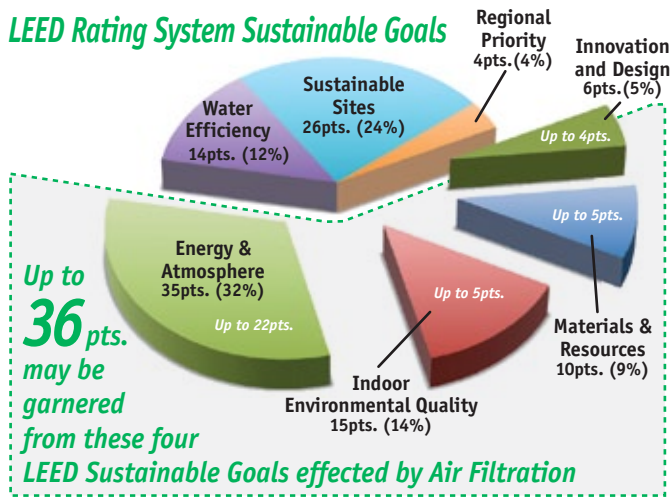 LEED Rating System Sustainable Goals
Regional
Priority
4pts.(4%)
Innovation
and Design
6pts.(5%)
Sustainable
Sites
26pts. (24%)
Water
Efficiency
14pts. (12%)
Up to 4pts.
Up to 5pts.
Energy &
Atmosphere
35pts. (32%)
Up to 22pts.
Up to 5pts.
Materials &
Resources
10pts. (9%)
Indoor
Environmental Quality
15pts. (14%)
Up to
36 pts.
may be
garnered
from these four
LEED Sustainable Goals effected by Air Filtration